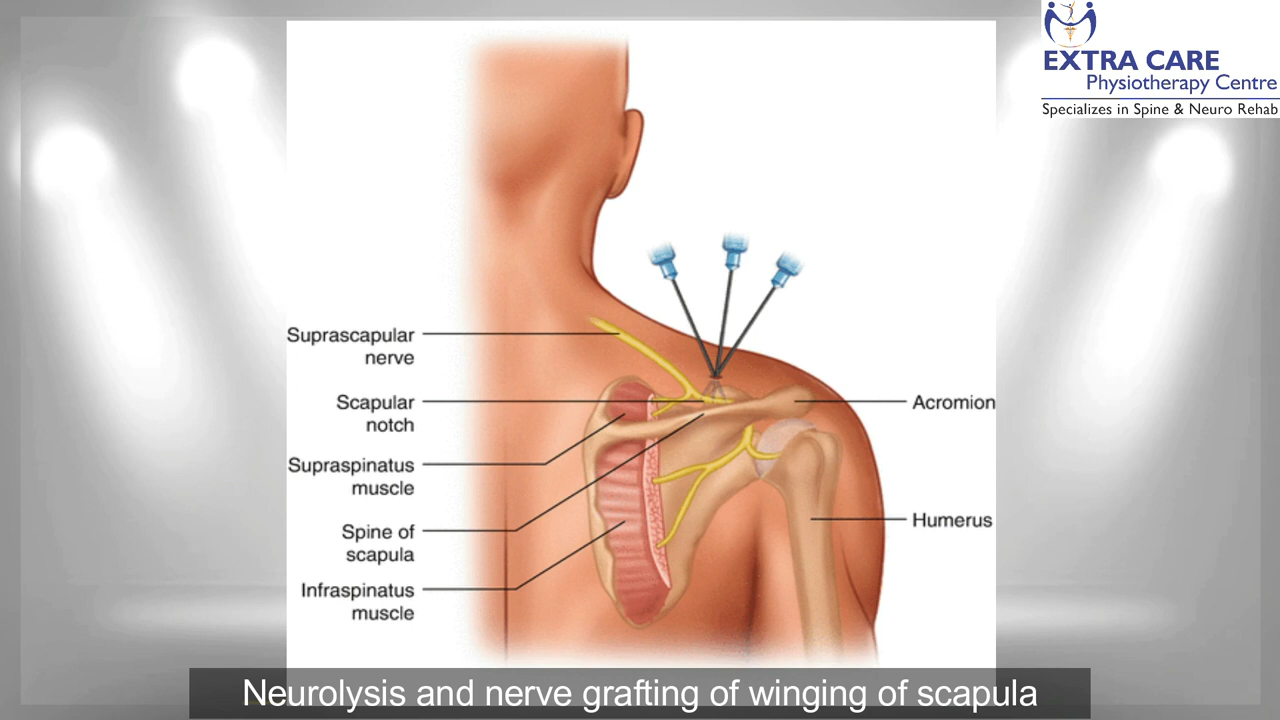 EXTRA CARE
Physiotherapy Centre
Specializes in Spine & Neuro Rehab
Suprascapular
nerve
Scapular
notch
Supraspinatus
muscle
Spine of
scapula
Infraspinatus
muscle
Acromion
Humerus
Neurolysis and nerve grafting of winging of scapula